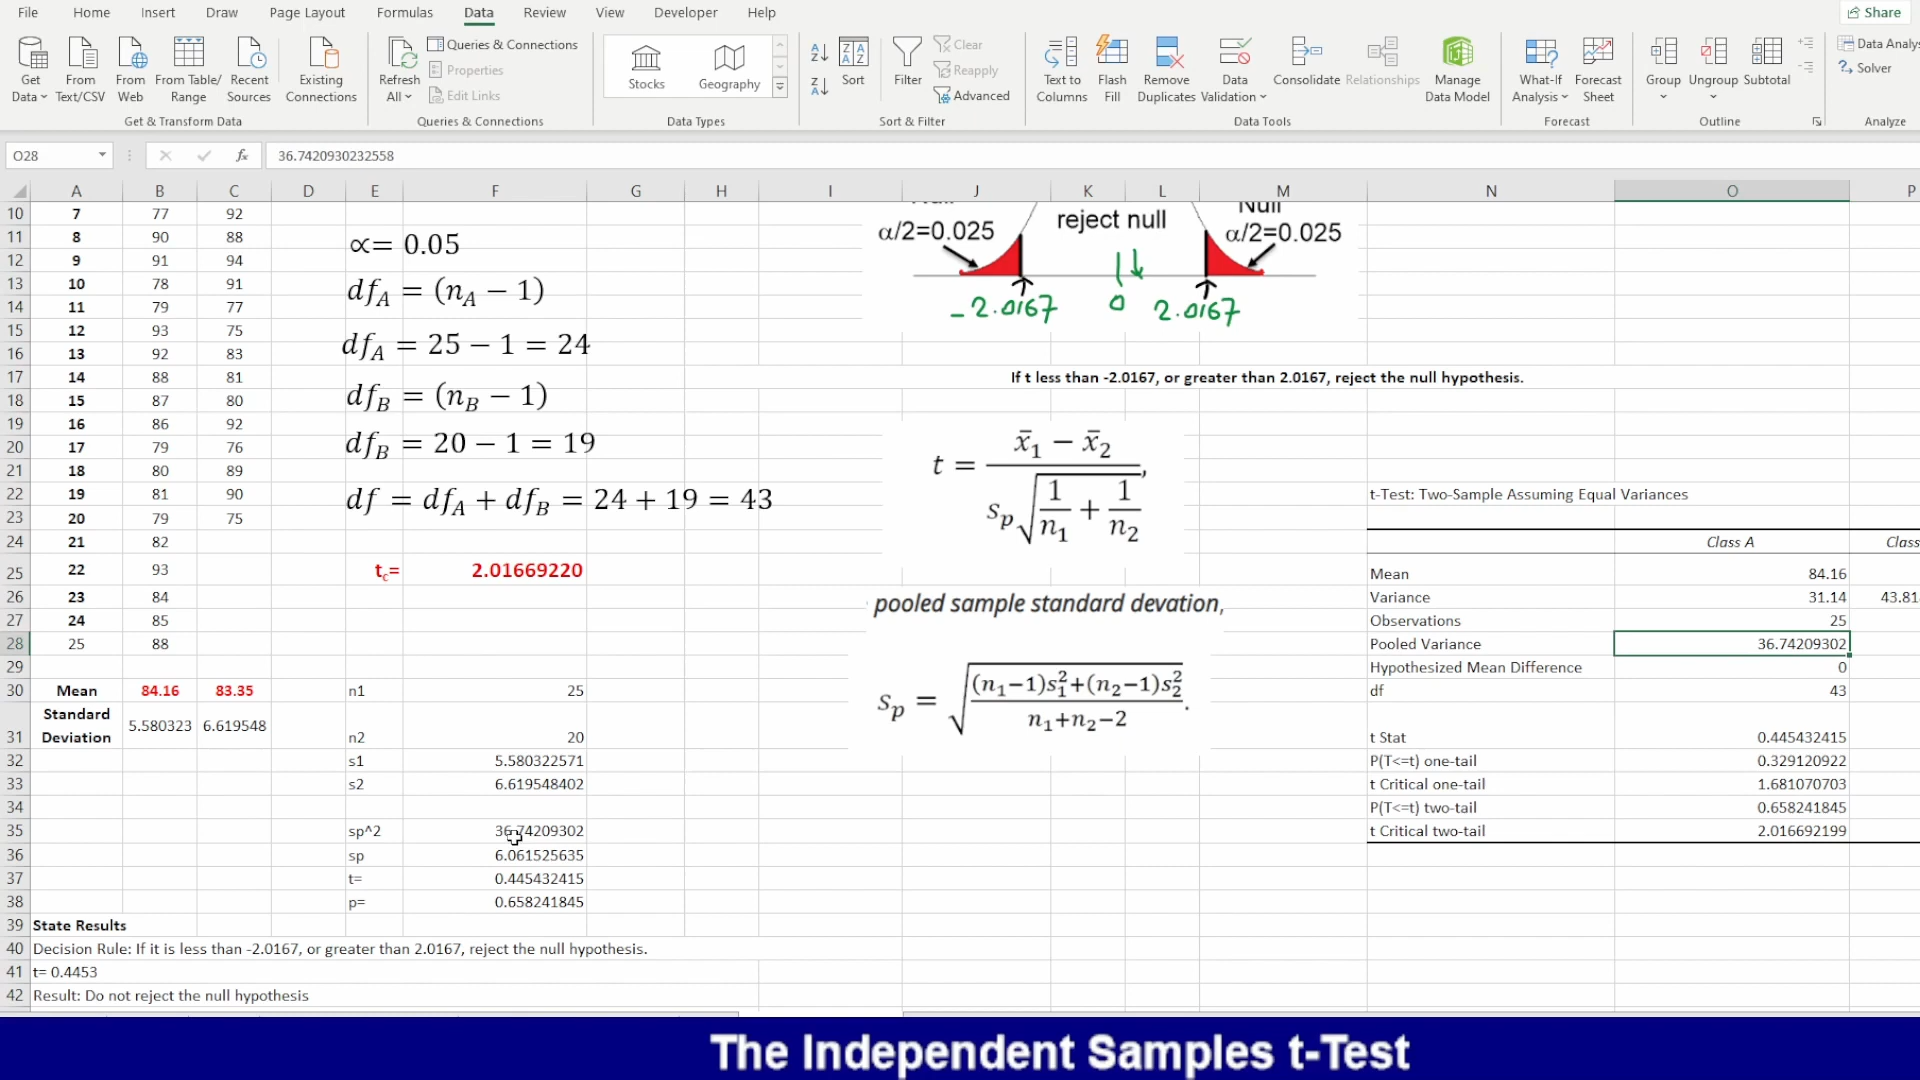 File Home Insert Draw Page Layout Formulas Data Review View Developer Help Share
Get Data From Text/CSV From Web From Table/ Range Recent Sources Existing Connections Refresh All Queries & Connections Properties Edit Links Stocks Geography Sort Filter Clear Reapply Advanced Text to Columns Flash Fill Remove Duplicates Data Validation Consolidate Relationships Manage Data Model What-If Analysis Forecast Sheet Group Ungroup Subtotal Data Analys Solver
Get & Transform Data Queries & Connections Data Types Sort & Filter Data Tools Forecast Outline Analyze
O28 fx 36.7420930232558
A B C D E F G H I J K L M N O P
10 7 77 92
11 8 90 88
12 9 91 94
13 10 78 91
14 11 79 77
15 12 93 75
16 13 92 83
17 14 88 81
18 15 87 80
19 16 86 92
20 17 79 76
21 18 80 89
22 19 81 90
23 20 79 75
24 21 82
25 22 93
26 23 84
27 24 85
28 25 88
29
30 Mean 84.16 83.35 n1 25
31 Standard Deviation 5.580323 6.619548 n2 20
32 s1 5.580322571
33 s2 6.619548402
34
35 sp^2 36.74209302
36 sp 6.061525635
37 t= 0.445432415
38 p= 0.658241845
39 State Results
40 Decision Rule: If it is less than -2.0167, or greater than 2.0167, reject the null hypothesis.
41 t= 0.4453
42 Result: Do not reject the null hypothesis
∝= 0.05
df_A = (n_A − 1)
df_A = 25 − 1 = 24
df_B = (n_B − 1)
df_B = 20 − 1 = 19
df = df_A + df_B = 24 + 19 = 43
t_c= 2.01669220
α/2=0.025 reject null Null α/2=0.025
-2.0167 0 2.0167
If t less than -2.0167, or greater than 2.0167, reject the null hypothesis.
t = (x̄₁ − x̄₂) / (s_p √(1/n₁ + 1/n₂)),
pooled sample standard devation,
s_p = √(((n₁−1)s₁²+(n₂−1)s₂²) / (n₁+n₂−2)).
t-Test: Two-Sample Assuming Equal Variances
Class A Class
Mean 84.16
Variance 31.14 43.81
Observations 25
Pooled Variance 36.74209302
Hypothesized Mean Difference 0
df 43
t Stat 0.445432415
P(T<=t) one-tail 0.329120922
t Critical one-tail 1.681070703
P(T<=t) two-tail 0.658241845
t Critical two-tail 2.016692199
The Independent Samples t-Test